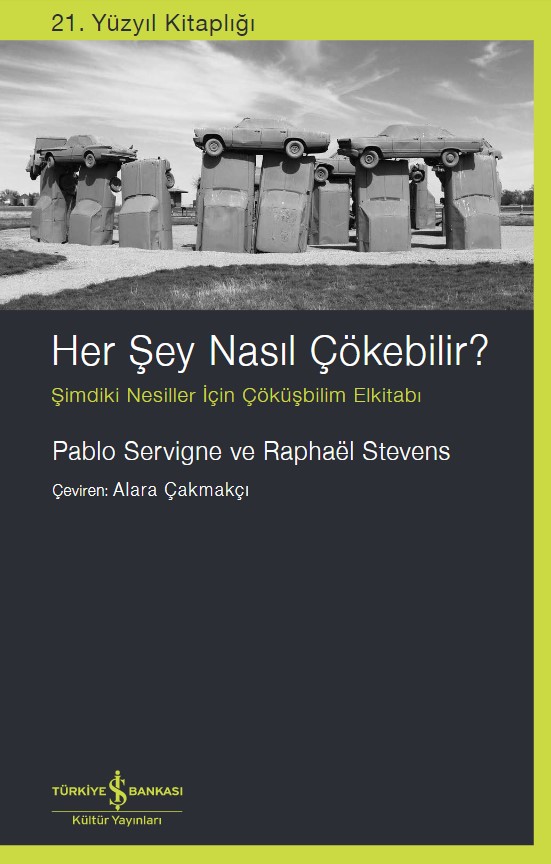 21. Yüzyıl Kitaplığı
Her Şey Nasıl Çökebilir?
Şimdiki Nesiller İçin Çöküşbilim Elkitabı
Pablo Servigne ve Raphaël Stevens
Çeviren: Alara Çakmakçı
TÜRKİYE İŞ BANKASI
Kültür Yayınları